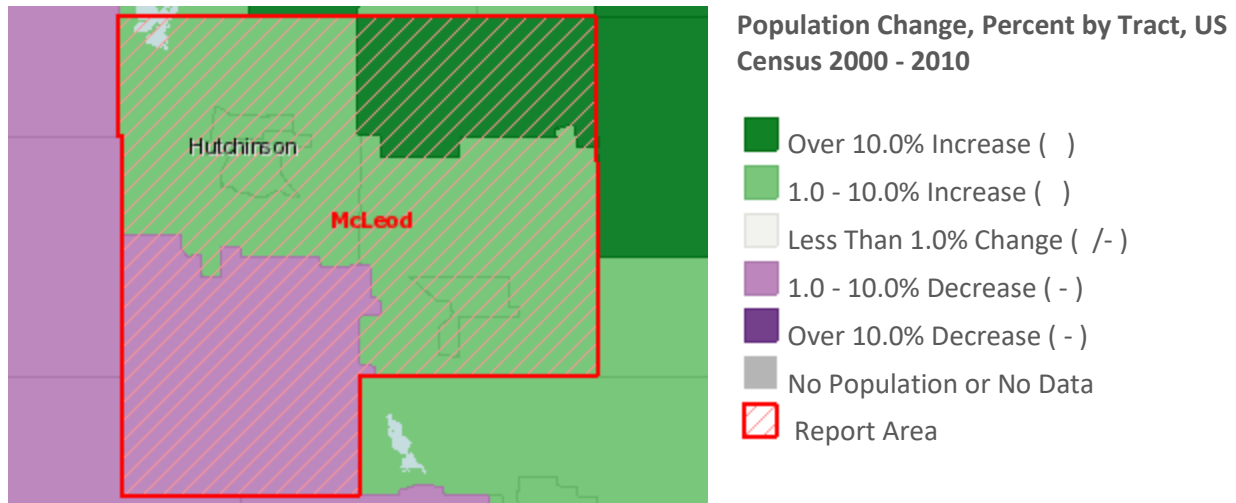 Hutchinson
McLeod
Population Change, Percent by Tract, US
Census 2000 - 2010
Over 10.0% Increase (   )
1.0 - 10.0% Increase (   )
Less Than 1.0% Change (  /- )
1.0 - 10.0% Decrease ( - )
Over 10.0% Decrease ( - )
No Population or No Data
Report Area